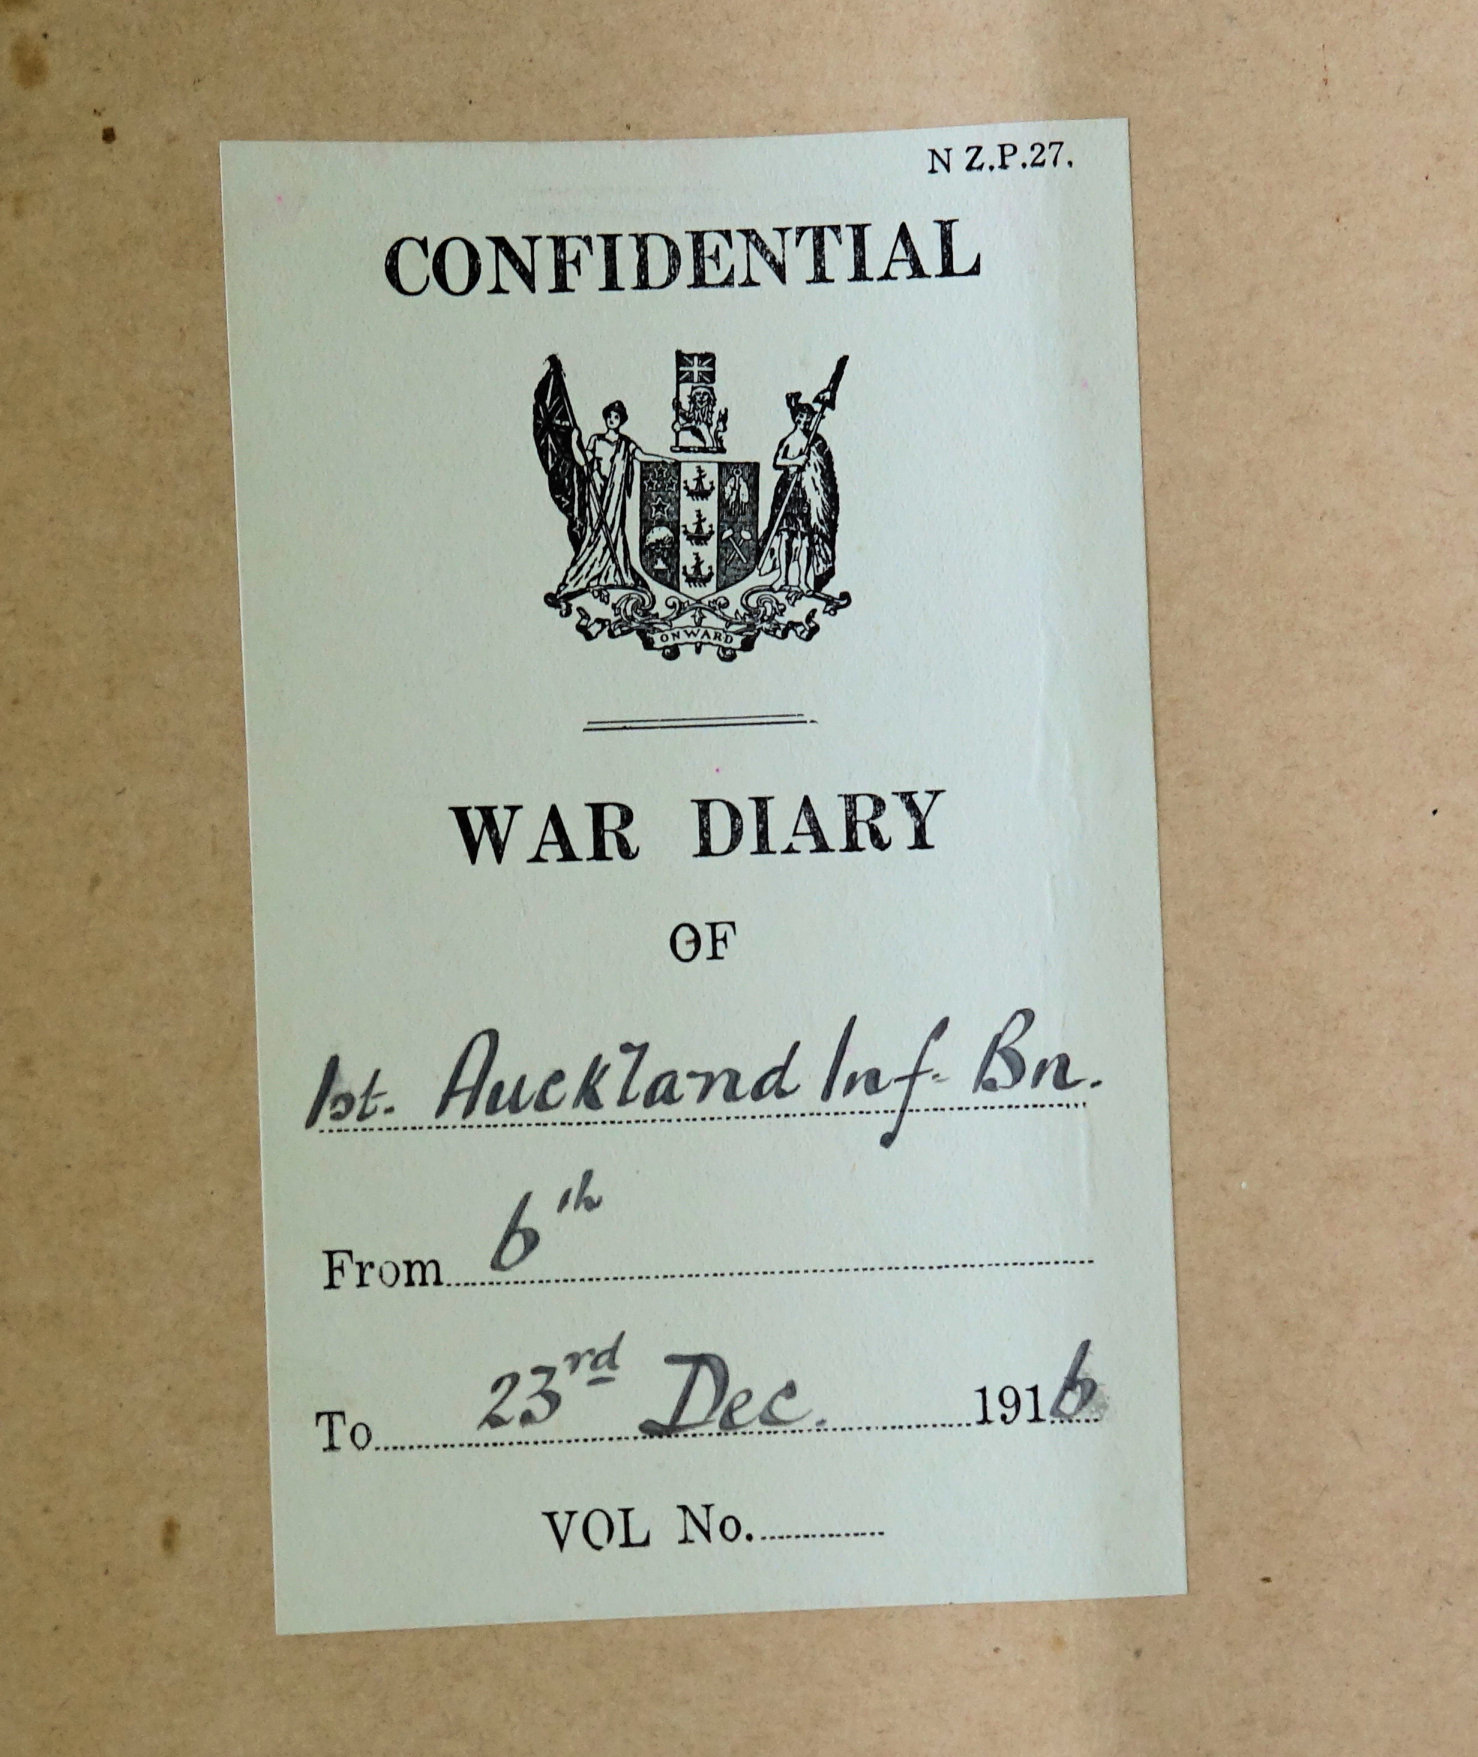 N Z.P.27.
CONFIDENTIAL
ONWARD
WAR DIARY
OF
1st. Auckland Inf. Bn.
From 6th
To 23rd Dec. 1916
VOL No.